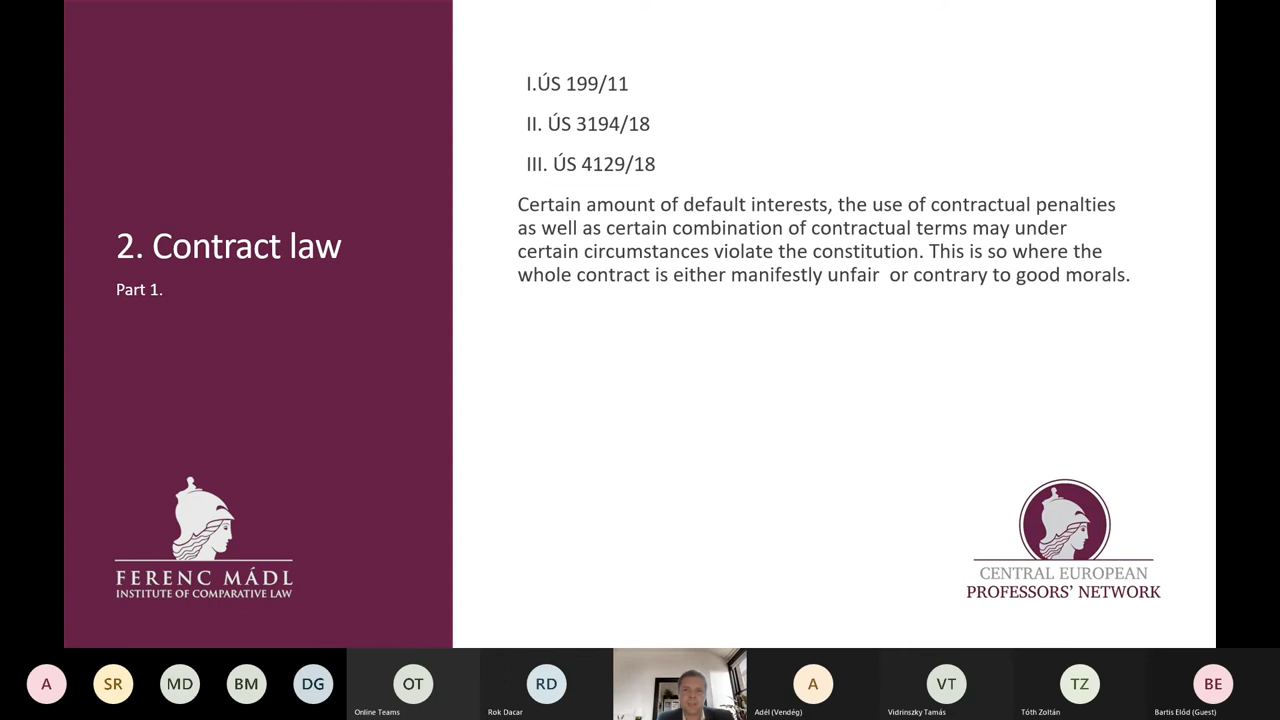 I.ÚS 199/11
II. ÚS 3194/18
III. ÚS 4129/18
Certain amount of default interests, the use of contractual penalties
as well as certain combination of contractual terms may under
certain circumstances violate the constitution. This is so where the
whole contract is either manifestly unfair or contrary to good morals.
2. Contract law
Part 1.
FERENC MÁDL
INSTITUTE OF COMPARATIVE LAW
CENTRAL EUROPEAN
PROFESSORS' NETWORK
A
SR
MD
BM
DG
OT
Online Teams
RD
Rok Dacar
A
Adél (Vendég)
VT
Vidrinszky Tamás
TZ
Tóth Zoltán
BE
Bartis Előd (Guest)